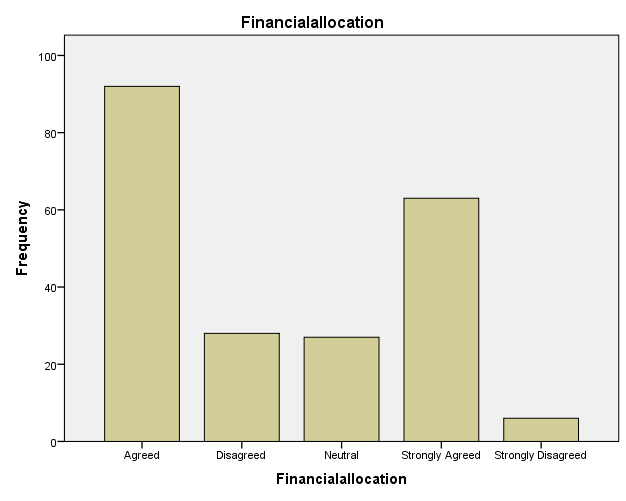 Financialallocation
100
80
60
40
20
0
Frequency
Agreed Disagreed Neutral Strongly Agreed Strongly Disagreed
Financialallocation